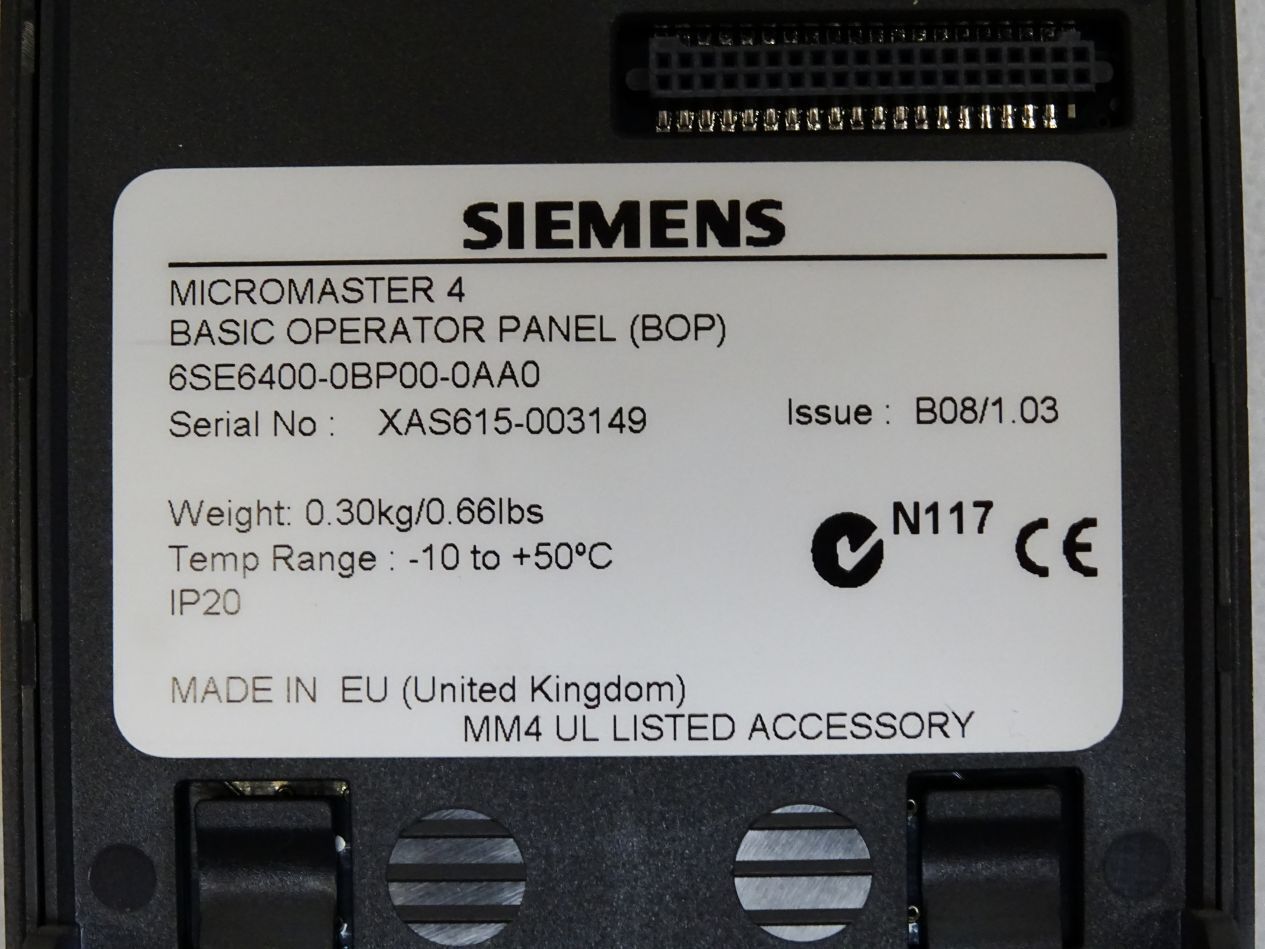 SIEMENS
MICROMASTER 4
BASIC OPERATOR PANEL (BOP)
6SE6400-0BP00-0AA0
Serial No : XAS615-003149 Issue : B08/1.03
Weight: 0.30kg/0.66lbs
Temp Range : -10 to +50ºC
N117 CE
IP20
MADE IN EU (United Kingdom)
MM4 UL LISTED ACCESSORY